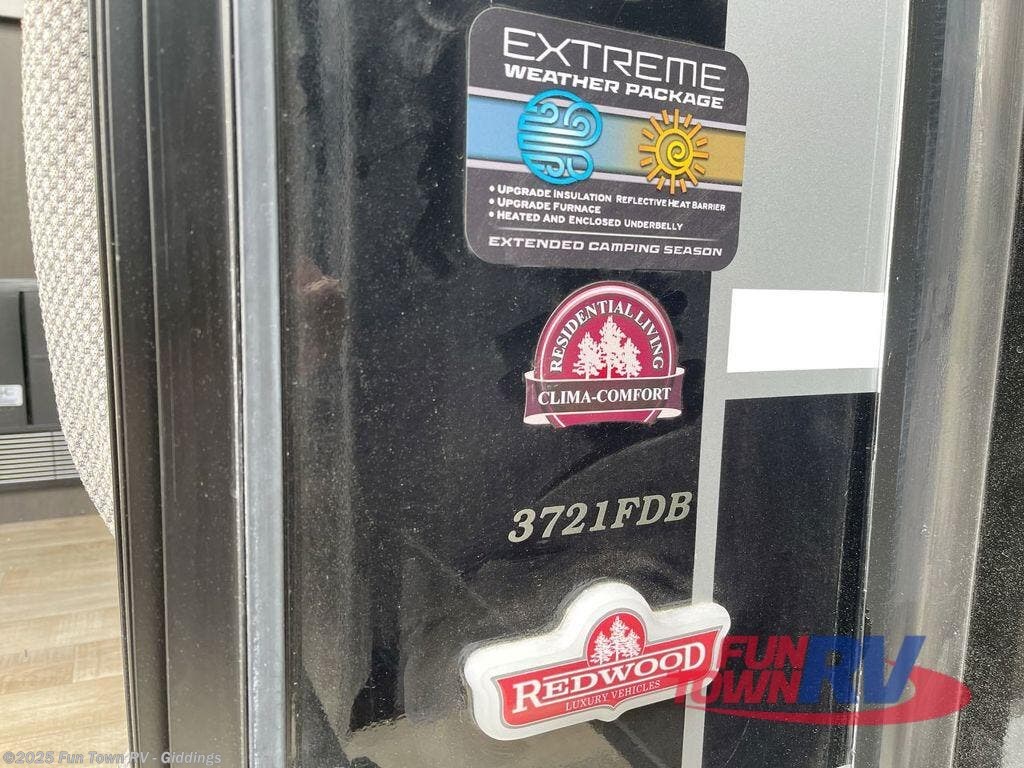 EXTREME
WEATHER PACKAGE
• UPGRADE INSULATION REFLECTIVE HEAT BARRIER
• UPGRADE FURNACE
• HEATED AND ENCLOSED UNDERBELLY
EXTENDED CAMPING SEASON
RESIDENTIAL LIVING
CLIMA-COMFORT
3721FDB
REDWOOD
LUXURY VEHICLES
FUN
TOWN RV
©2025 Fun Town RV - Giddings